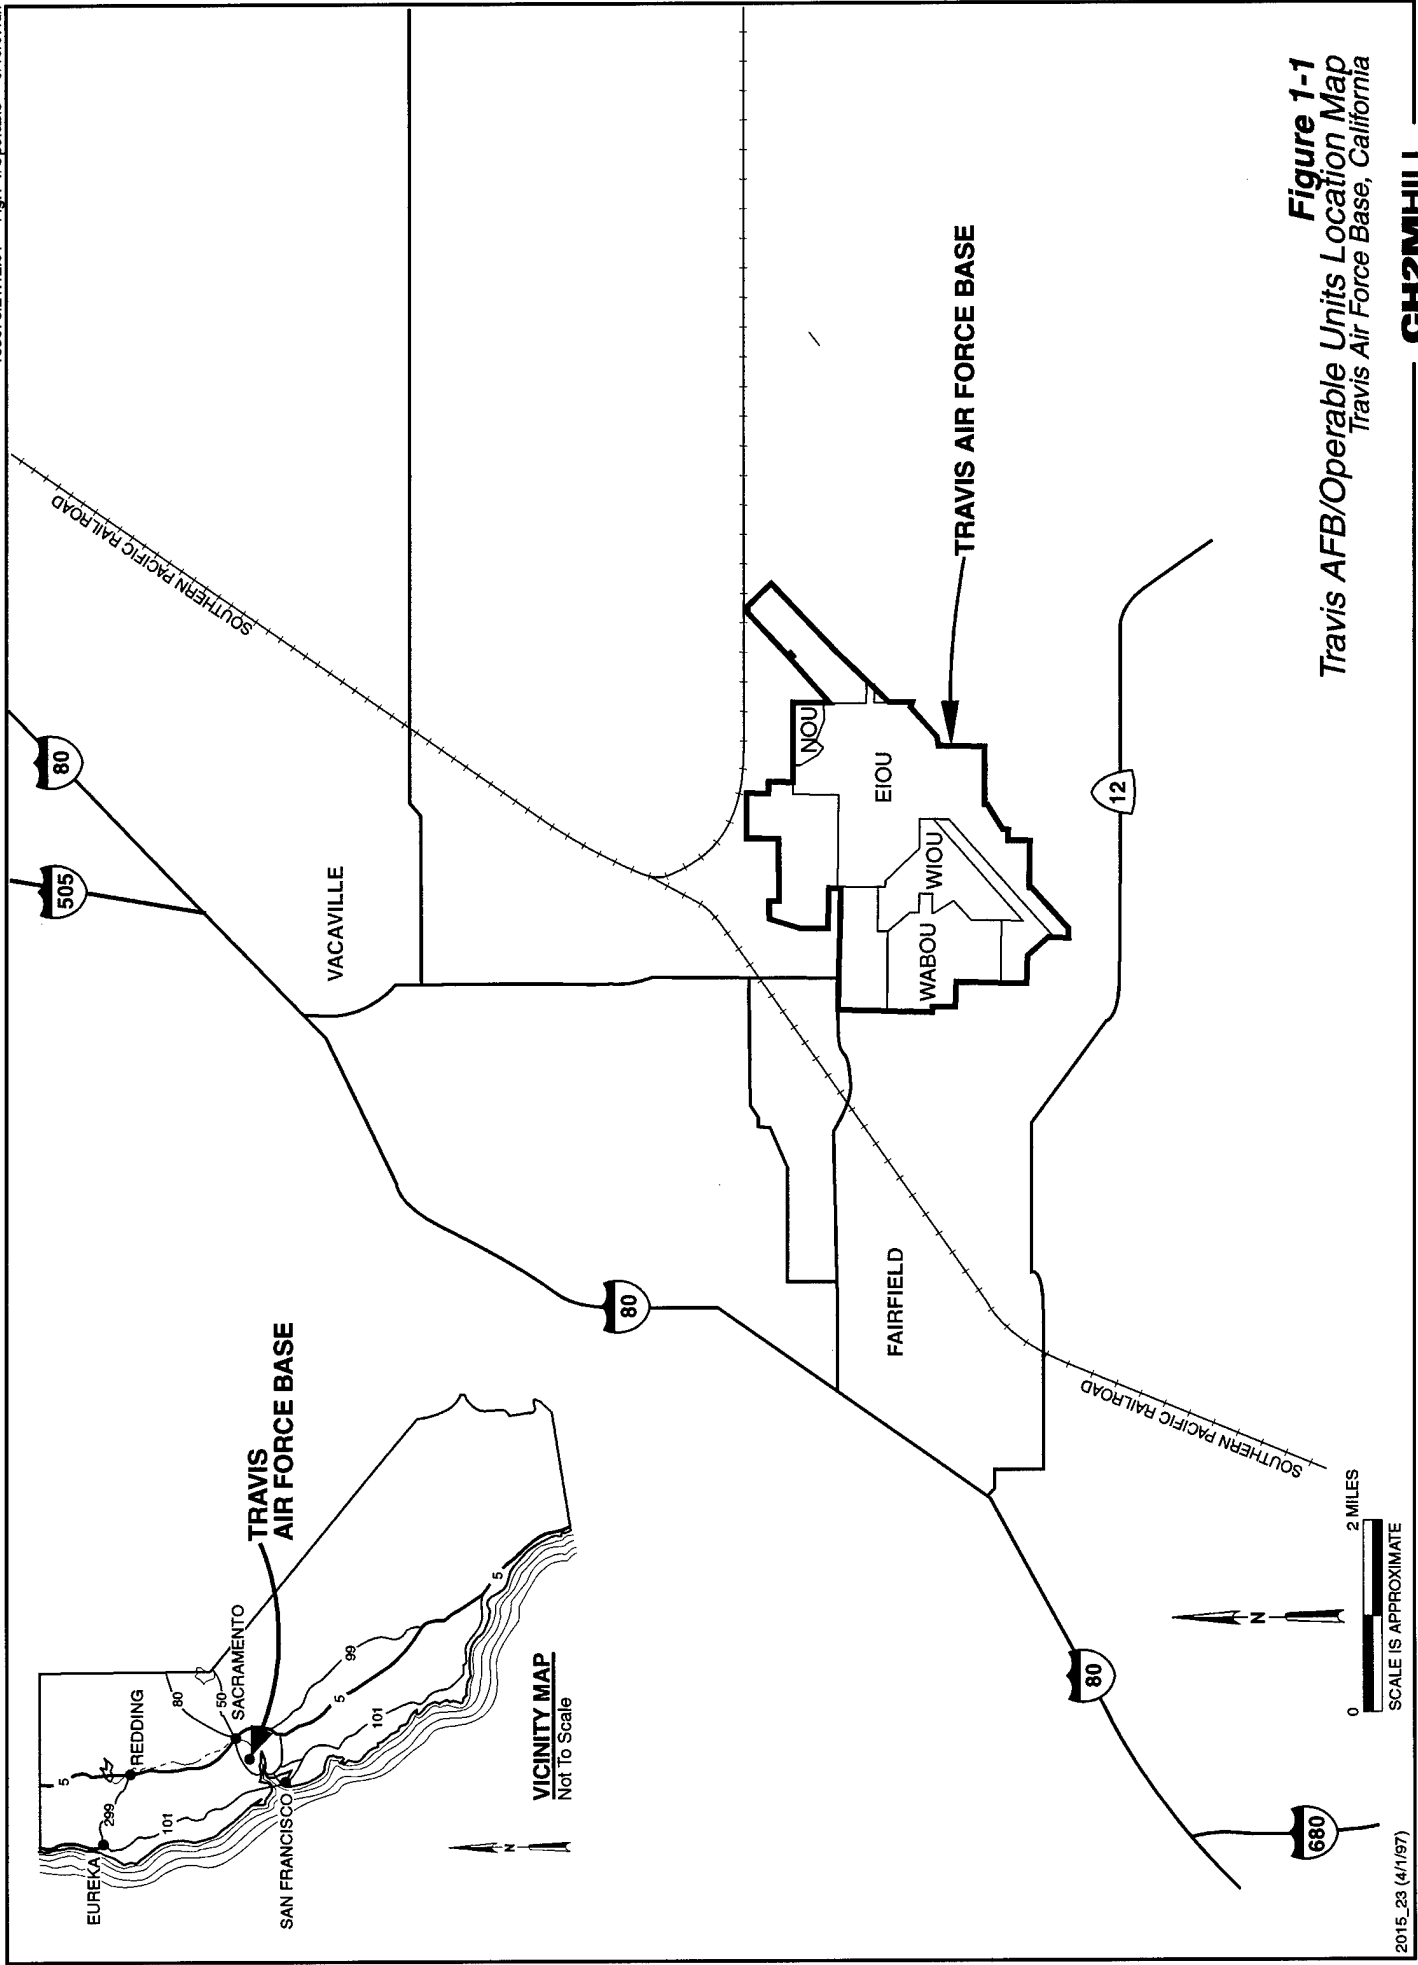 VICINITY MAP
Not To Scale
N
EUREKA
REDDING
SACRAMENTO
SAN FRANCISCO
5
299
101
80
50
99
5
101
5
TRAVIS
AIR FORCE BASE
80
505
VACAVILLE
SOUTHERN PACIFIC RAILROAD
80
FAIRFIELD
NOU
EIOU
WIOU
WABOU
TRAVIS AIR FORCE BASE
12
SOUTHERN PACIFIC RAILROAD
80
680
N
0
2 MILES
SCALE IS APPROXIMATE
2015_23 (4/1/97)
Figure 1-1
Travis AFB/Operable Units Location Map
Travis Air Force Base, California
CH2MHILL